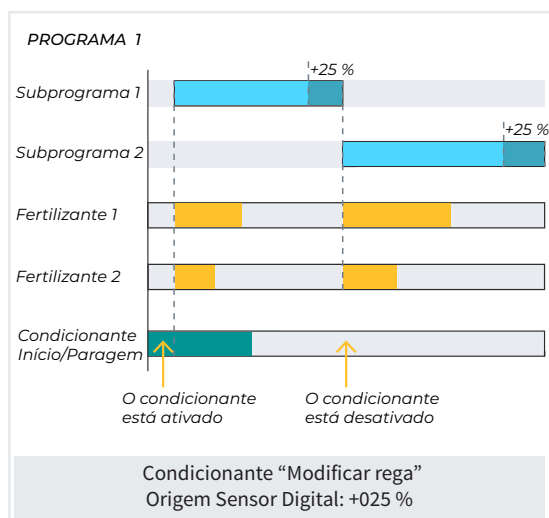 PROGRAMA 1
+25 %
Subprograma 1
+25 %
Subprograma 2
Fertilizante 1
Fertilizante 2
Condicionante
Início/Paragem
O condicionante
está ativado
O condicionante
está desativado
Condicionante “Modificar rega”
Origem Sensor Digital: +025 %